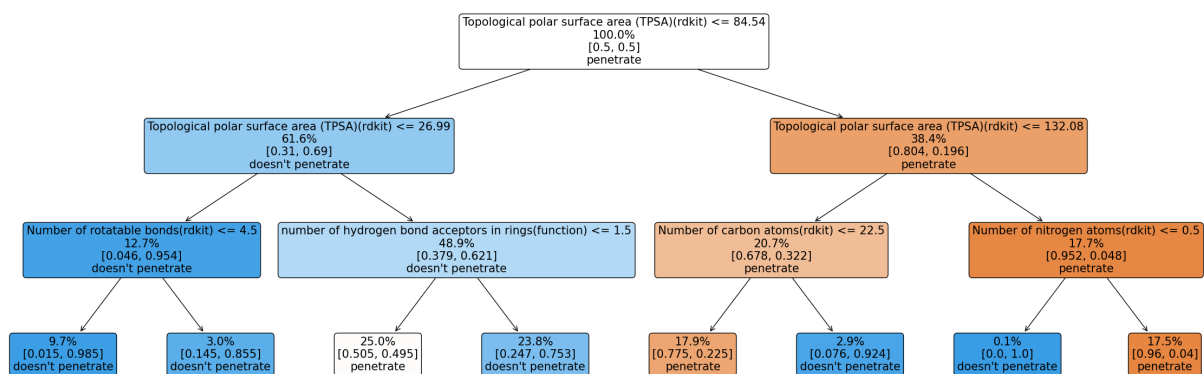 Topological polar surface area (TPSA)(rdkit) <= 84.54
100.0%
[0.5, 0.5]
penetrate
Topological polar surface area (TPSA)(rdkit) <= 26.99
61.6%
[0.31, 0.69]
doesn't penetrate
Topological polar surface area (TPSA)(rdkit) <= 132.08
38.4%
[0.804, 0.196]
penetrate
Number of rotatable bonds(rdkit) <= 4.5
12.7%
[0.046, 0.954]
doesn't penetrate
number of hydrogen bond acceptors in rings(function) <= 1.5
48.9%
[0.379, 0.621]
doesn't penetrate
Number of carbon atoms(rdkit) <= 22.5
20.7%
[0.678, 0.322]
penetrate
Number of nitrogen atoms(rdkit) <= 0.5
17.7%
[0.952, 0.048]
penetrate
9.7%
[0.015, 0.985]
doesn't penetrate
3.0%
[0.145, 0.855]
doesn't penetrate
25.0%
[0.505, 0.495]
penetrate
23.8%
[0.247, 0.753]
doesn't penetrate
17.9%
[0.775, 0.225]
penetrate
2.9%
[0.076, 0.924]
doesn't penetrate
0.1%
[0.0, 1.0]
doesn't penetrate
17.5%
[0.96, 0.04]
penetrate